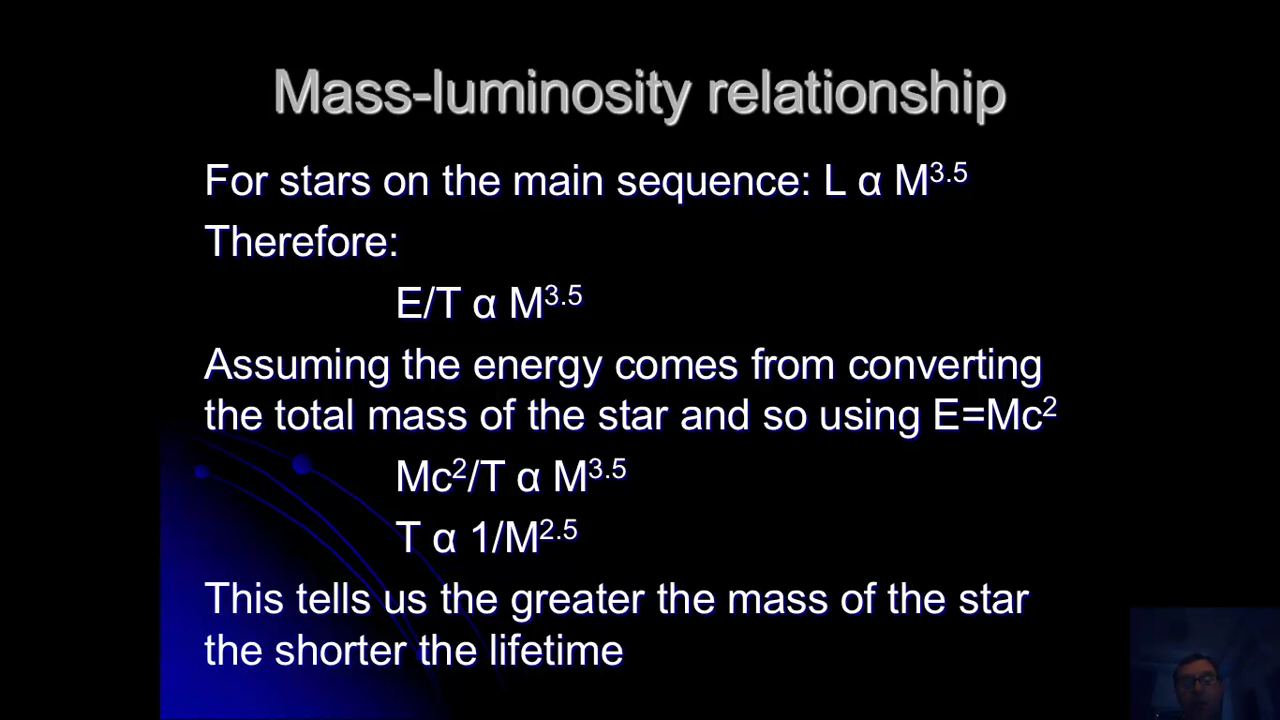 Mass-luminosity relationship
For stars on the main sequence: L α M³·⁵
Therefore:
E/T α M³·⁵
Assuming the energy comes from converting
the total mass of the star and so using E=Mc²
Mc²/T α M³·⁵
T α 1/M²·⁵
This tells us the greater the mass of the star
the shorter the lifetime